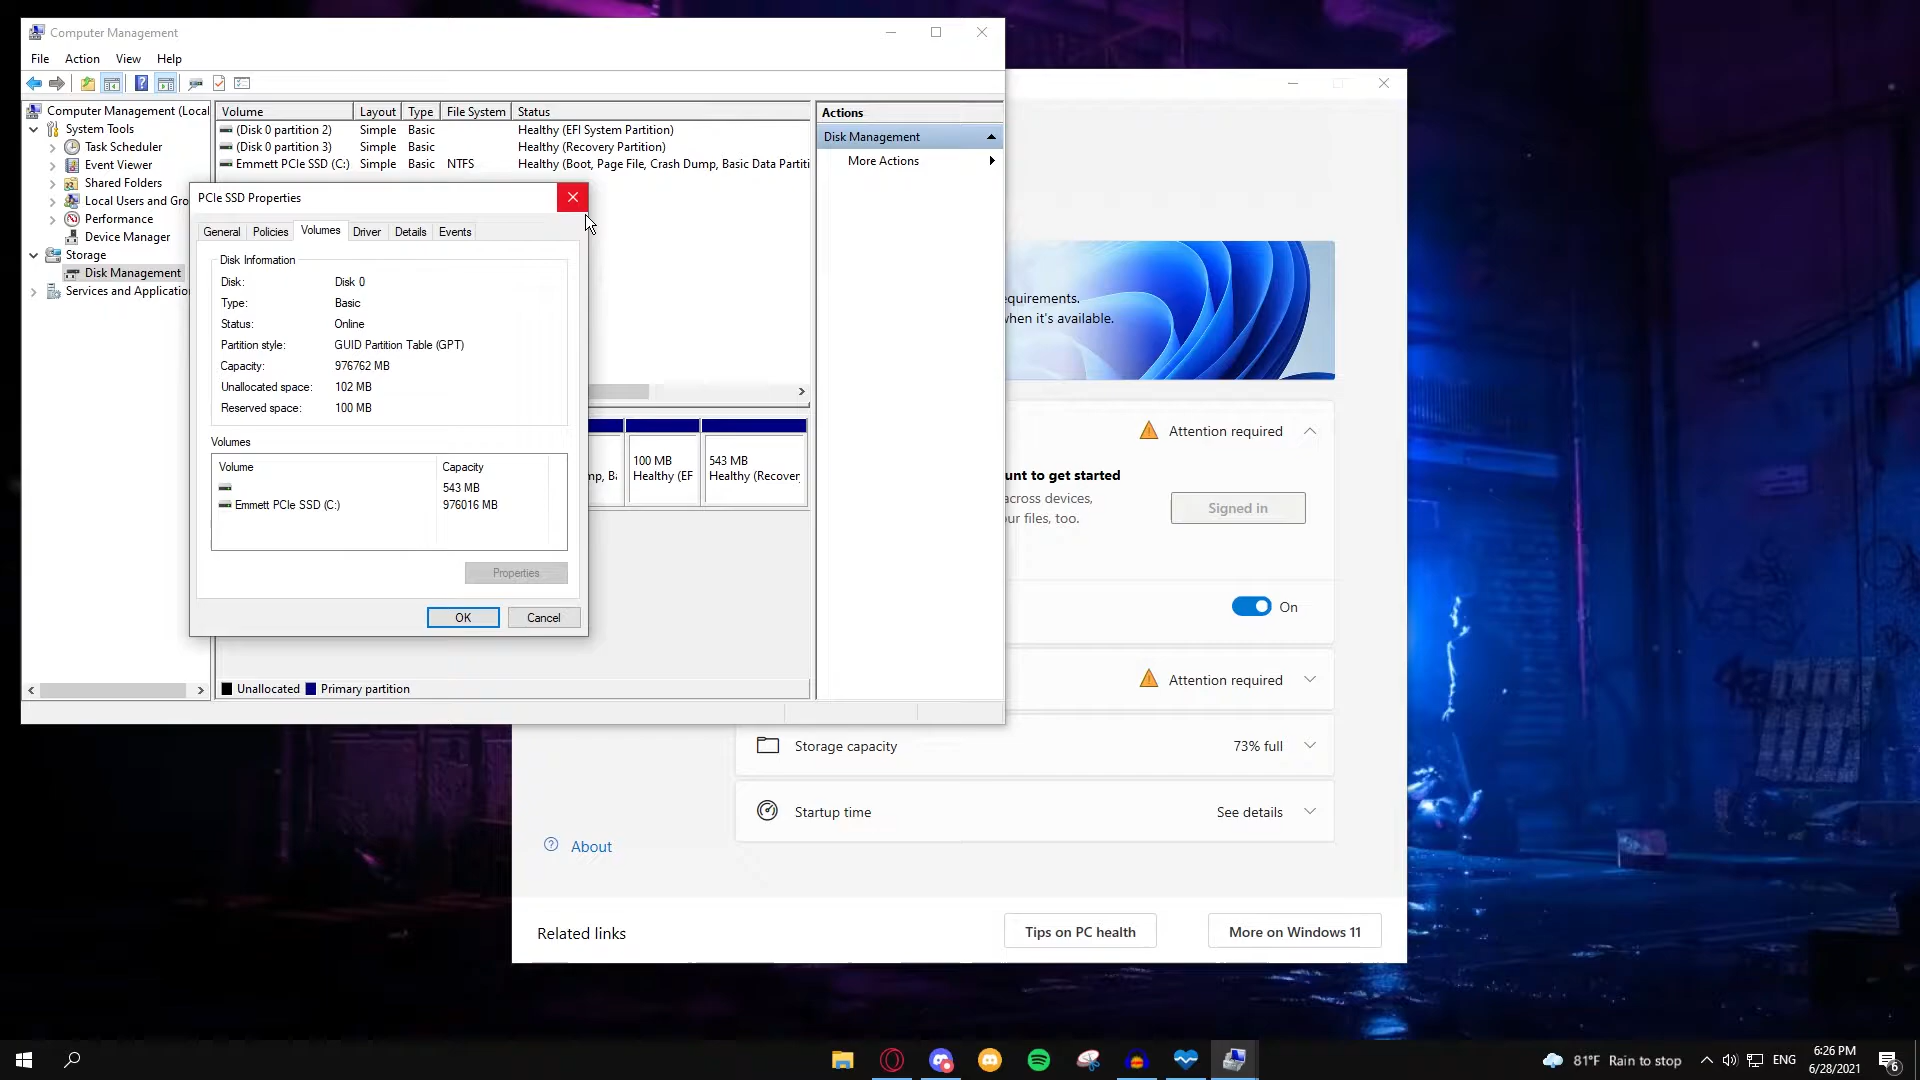 Computer Management
File Action View Help
Computer Management (Local
System Tools
Task Scheduler
Event Viewer
Shared Folders
Local Users and Gro
Performance
Device Manager
Storage
Disk Management
Services and Applicatio
Volume Layout Type File System Status
(Disk 0 partition 2) Simple Basic Healthy (EFI System Partition)
(Disk 0 partition 3) Simple Basic Healthy (Recovery Partition)
Emmett PCIe SSD (C:) Simple Basic NTFS Healthy (Boot, Page File, Crash Dump, Basic Data Partiti
Actions
Disk Management
More Actions
PCIe SSD Properties
General Policies Volumes Driver Details Events
Disk Information
Disk: Disk 0
Type: Basic
Status: Online
Partition style: GUID Partition Table (GPT)
Capacity: 976762 MB
Unallocated space: 102 MB
Reserved space: 100 MB
Volumes
Volume Capacity
543 MB
Emmett PCIe SSD (C:) 976016 MB
Properties
OK Cancel
mp, Ba
100 MB
Healthy (EF
543 MB
Healthy (Recover
Unallocated Primary partition
equirements.
when it's available.
Attention required
unt to get started
across devices,
ur files, too.
Signed in
On
Attention required
Storage capacity 73% full
Startup time See details
About
Related links
Tips on PC health
More on Windows 11
81°F Rain to stop
ENG
6:26 PM
6/28/2021
6